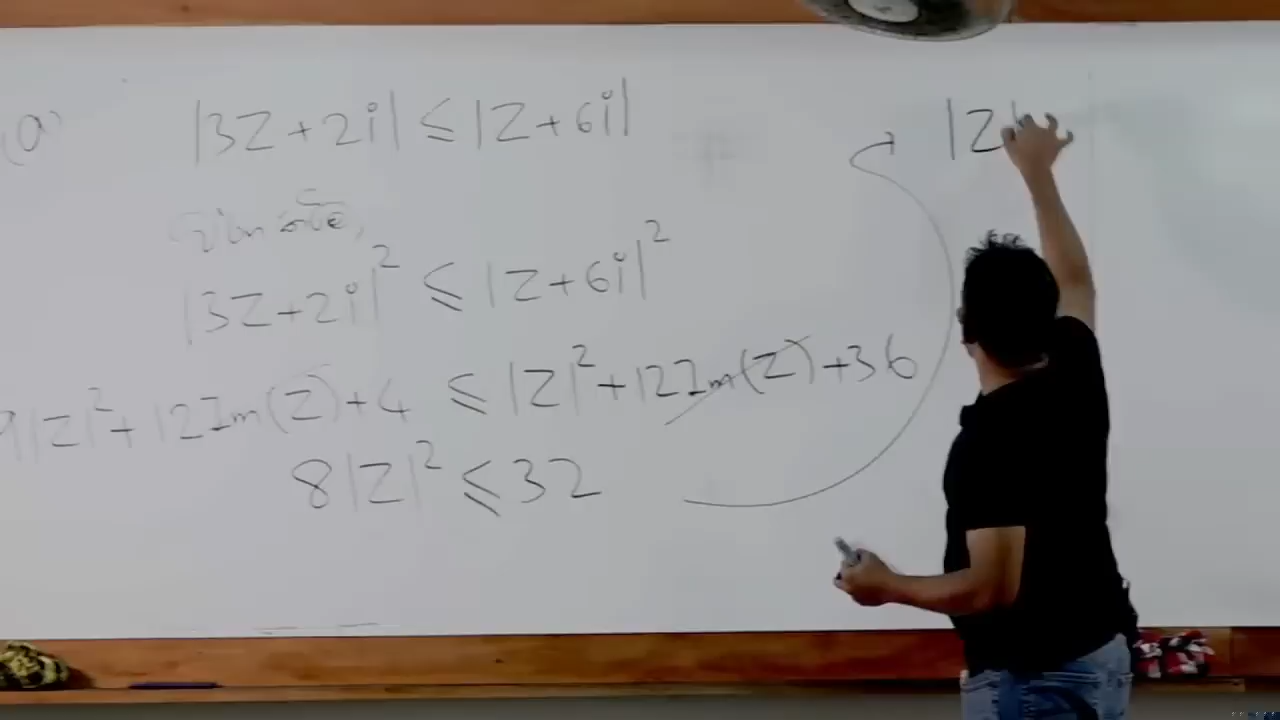 (a) |3Z+2i| ≤ |Z+6i|
|3Z+2i|² ≤ |Z+6i|²
9|Z|²+12Im(Z)+4 ≤ |Z|²+12Im(Z)+36
8|Z|² ≤ 32
|Z|